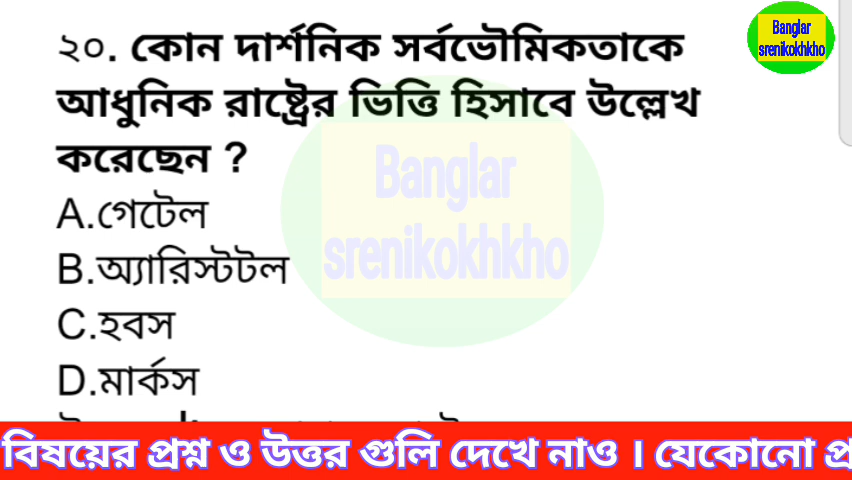 Banglar
srenikokhkho
২০. কোন দার্শনিক সর্বভৌমিকতাকে
আধুনিক রাষ্ট্রের ভিত্তি হিসাবে উল্লেখ
করেছেন ?
Banglar
srenikokhkho
A.গেটেল
B.অ্যারিস্টটল
C.হবস
D.মার্কস
বিষয়ের প্রশ্ন ও উত্তর গুলি দেখে নাও । যেকোনো প্র